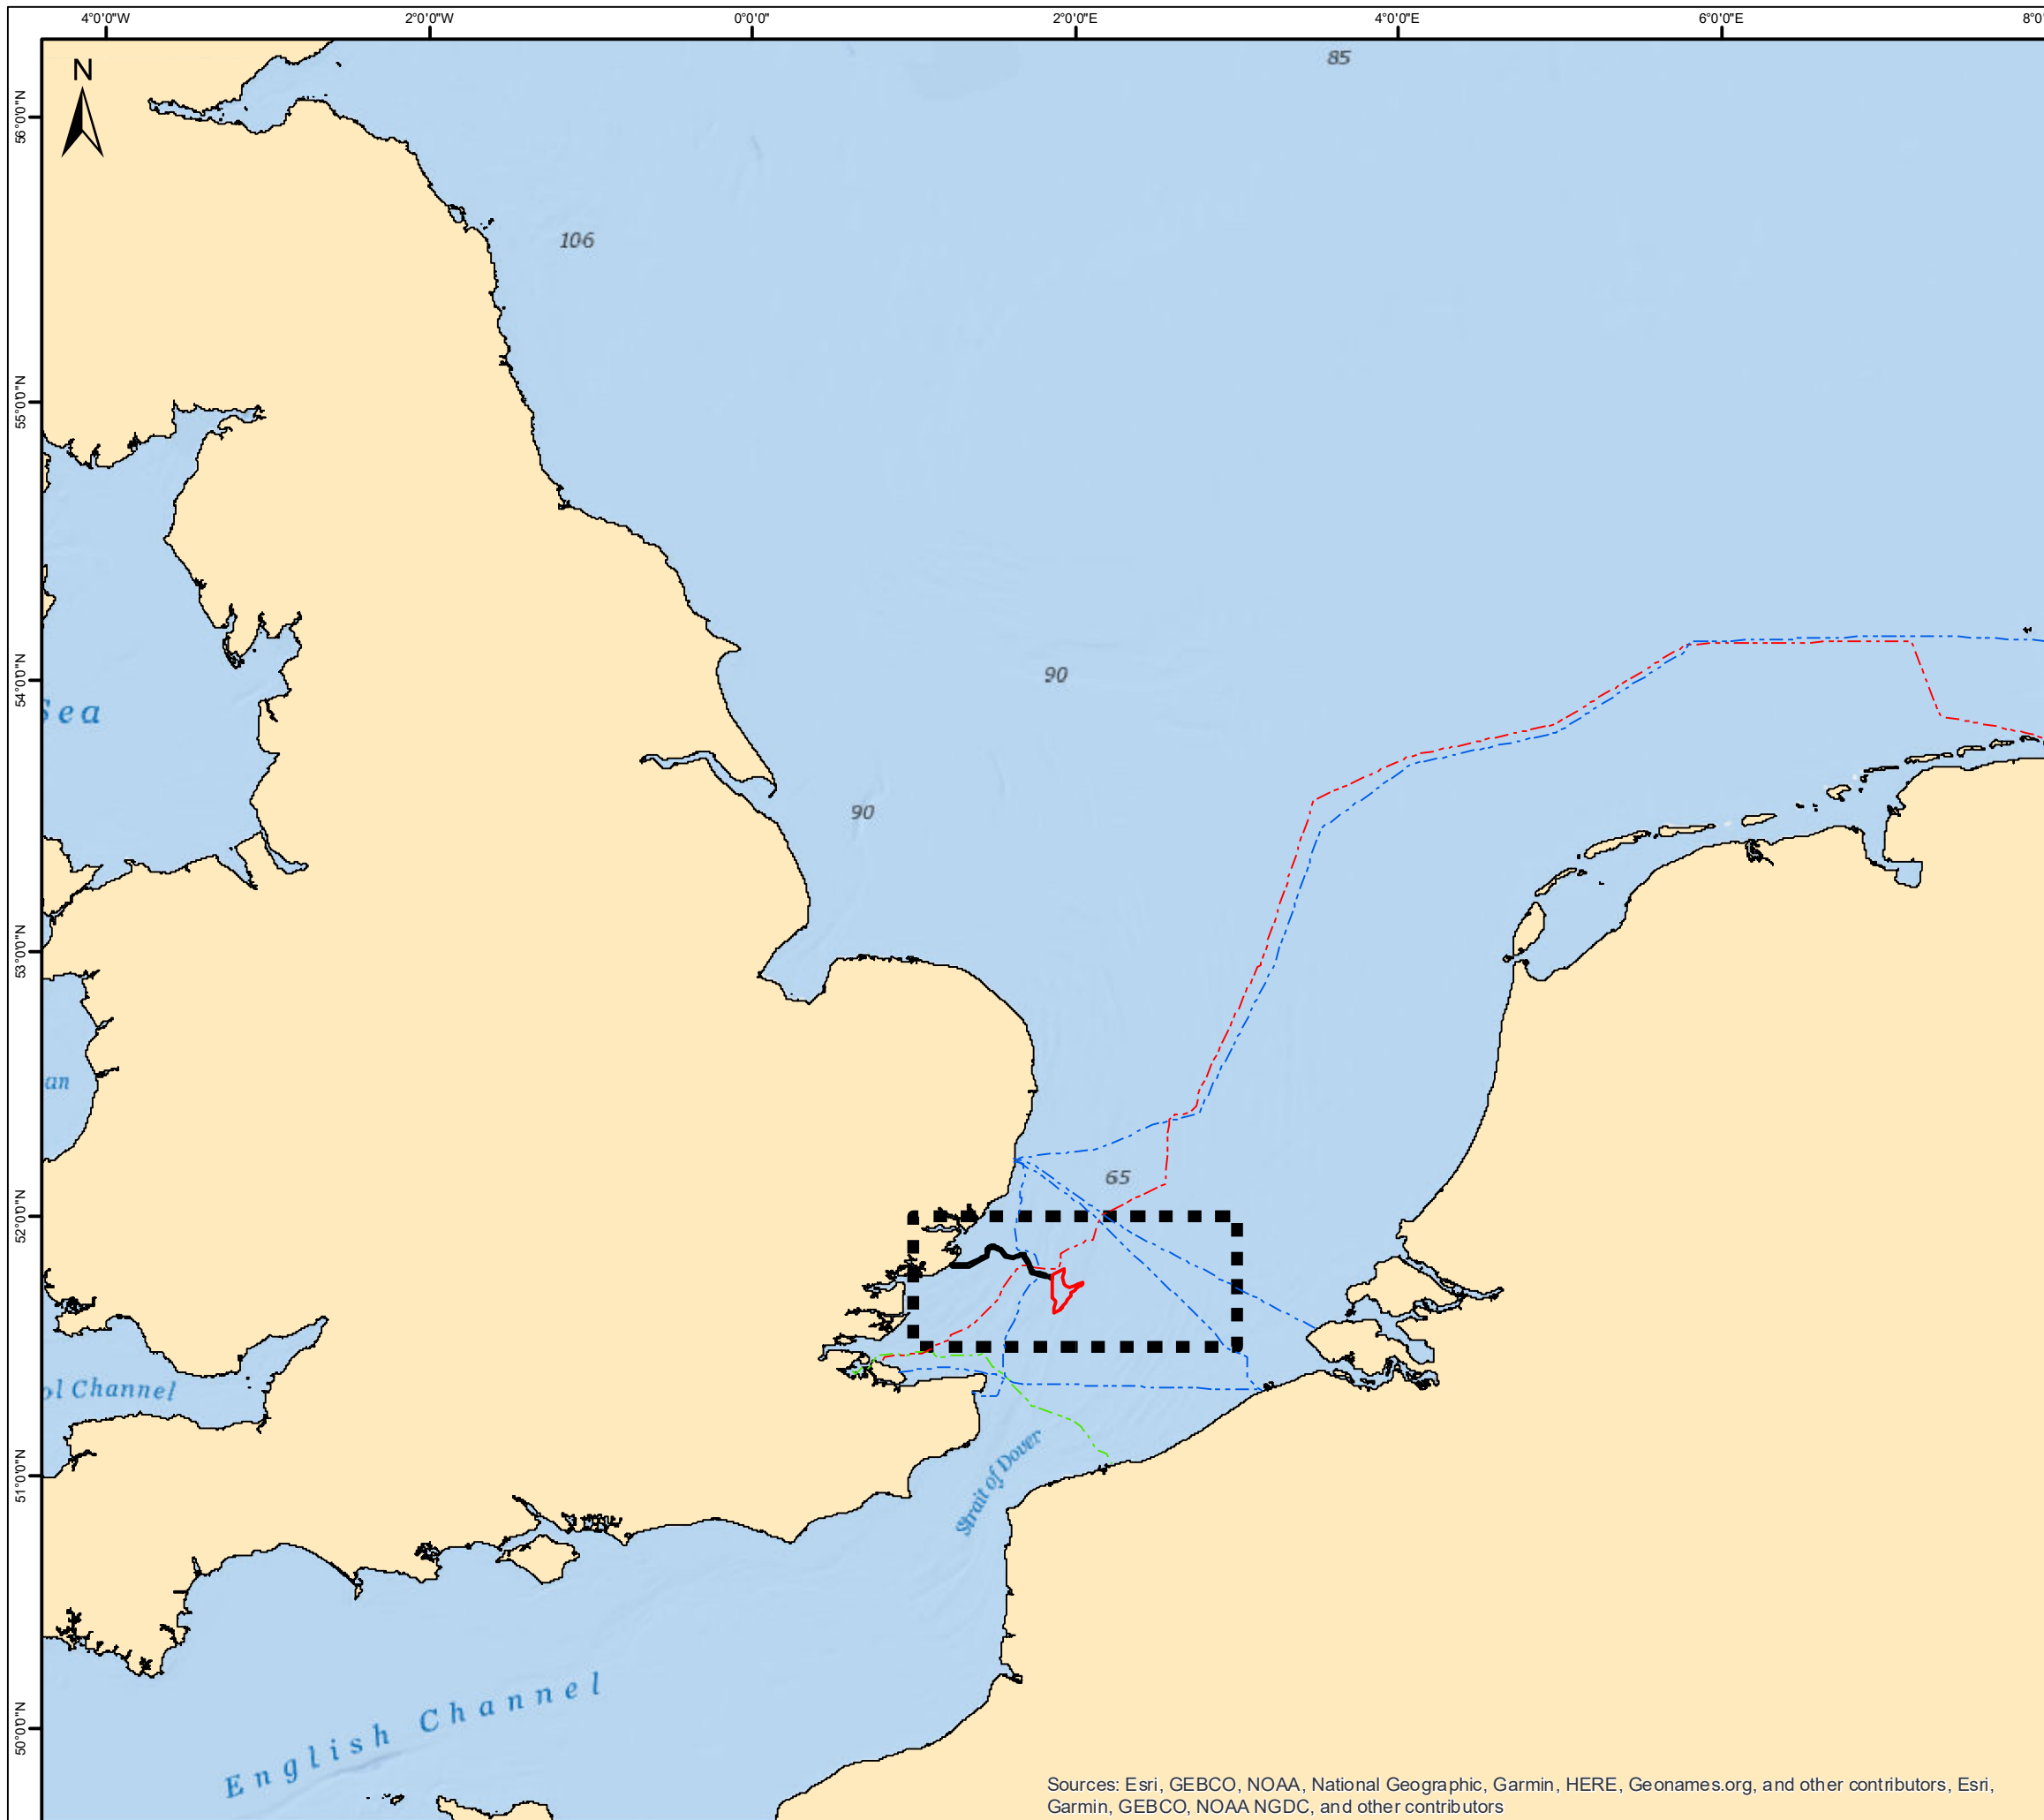 4°0'0"W 2°0'0"W 0°0'0" 2°0'0"E 4°0'0"E 6°0'0"E
N
85
56°0'0"N
106
55°0'0"N
54°0'0"N
90
Sea
90
53°0'0"N
an
65
52°0'0"N
ol Channel
51°0'0"N
Strait of Dover
50°0'0"N
English Channel
Sources: Esri, GEBCO, NOAA, National Geographic, Garmin, HERE, Geonames.org, and other contributors, Esri,
Garmin, GEBCO, NOAA NGDC, and other contributors